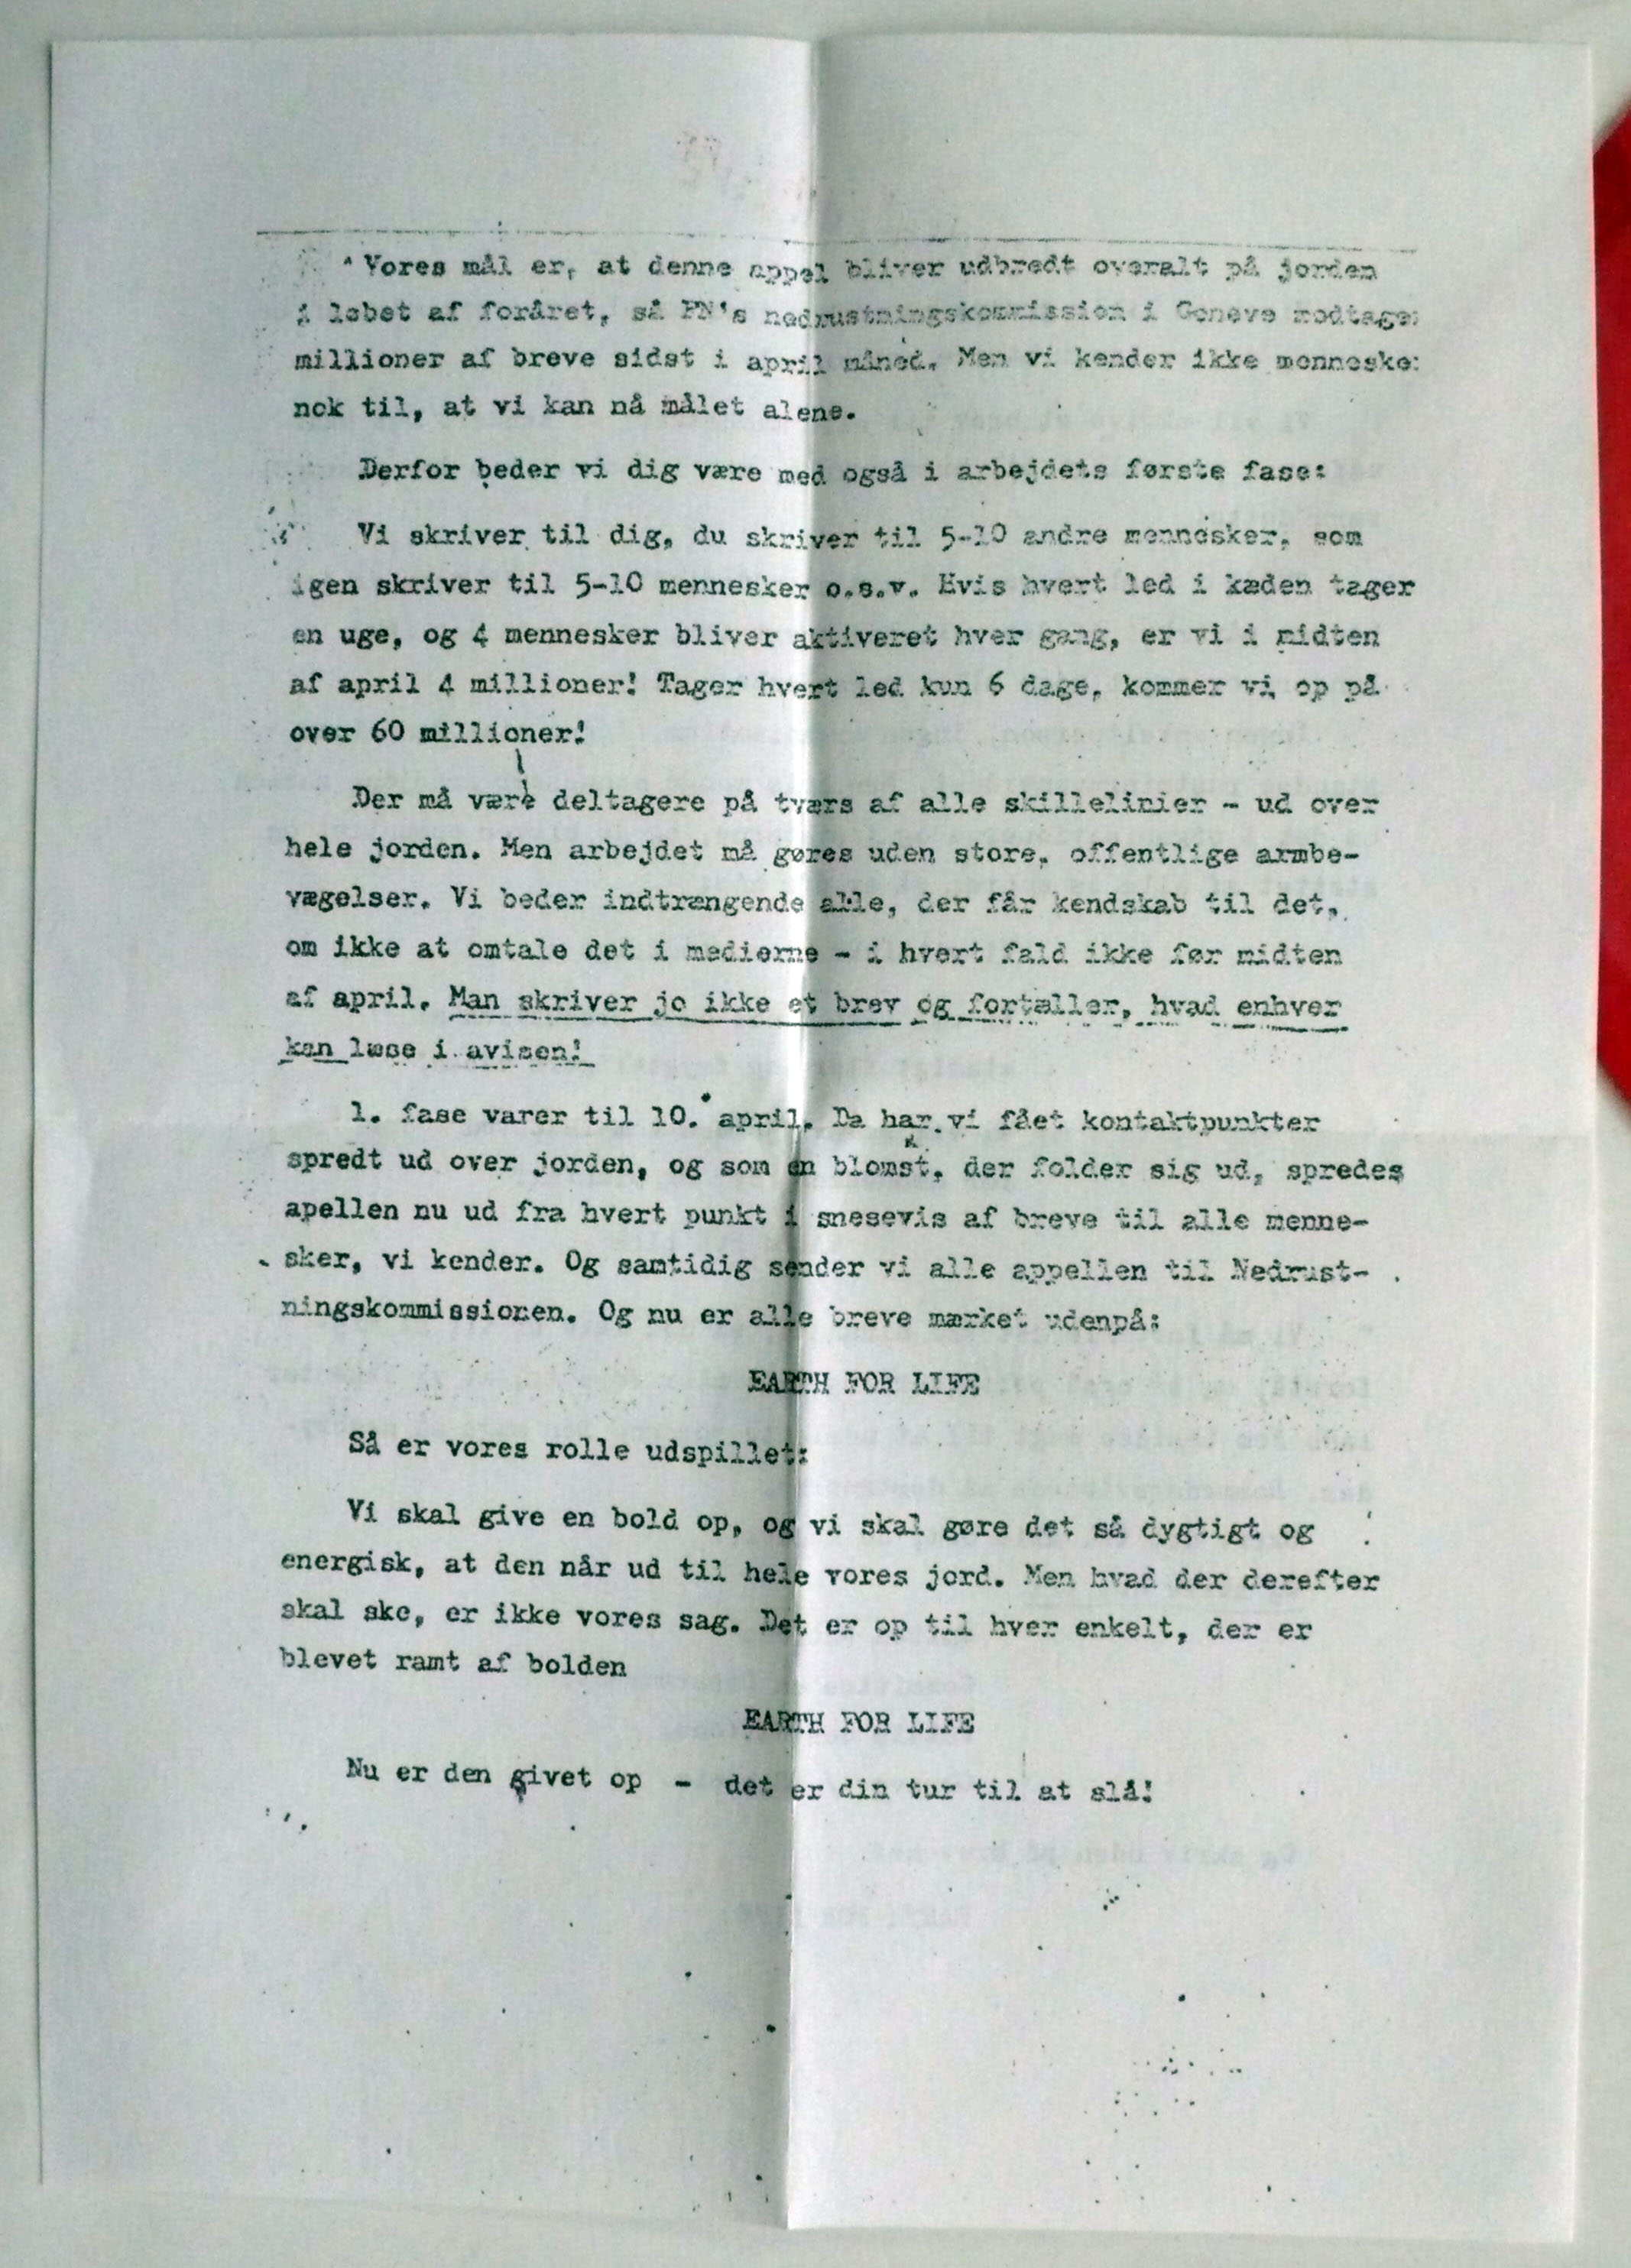 Vores mål er, at denne appel bliver udbredt overalt på jorden
i løbet af foråret, så FN's nedrustningskommission i Geneve modtager
millioner af breve sidst i april måned. Men vi kender ikke mennesker
nok til, at vi kan nå målet alene.
Derfor beder vi dig være med også i arbejdets første fase:
Vi skriver til dig, du skriver til 5-10 andre mennesker, som
igen skriver til 5-10 mennesker o.s.v. Hvis hvert led i kæden tager
en uge, og 4 mennesker bliver aktiveret hver gang, er vi i midten
af april 4 millioner! Tager hvert led kun 6 dage, kommer vi op på
over 60 millioner!
Der må være deltagere på tværs af alle skillelinier - ud over
hele jorden. Men arbejdet må gøres uden store, offentlige armbe-
vægelser. Vi beder indtrængende alle, der får kendskab til det,
om ikke at omtale det i medierne - i hvert fald ikke før midten
af april. Man skriver jo ikke et brev og fortæller, hvad enhver
kan læse i avisen!
1. fase varer til 10. april. Da har vi fået kontaktpunkter
spredt ud over jorden, og som en blomst, der folder sig ud, spredes
apellen nu ud fra hvert punkt i snesevis af breve til alle menne-
sker, vi kender. Og samtidig sender vi alle appellen til Nedrust-
ningskommissionen. Og nu er alle breve mærket udenpå:
EARTH FOR LIFE
Så er vores rolle udspillet:
Vi skal give en bold op, og vi skal gøre det så dygtigt og
energisk, at den når ud til hele vores jord. Men hvad der derefter
skal ske, er ikke vores sag. Det er op til hver enkelt, der er
blevet ramt af bolden
EARTH FOR LIFE
Nu er den givet op - det er din tur til at slå!